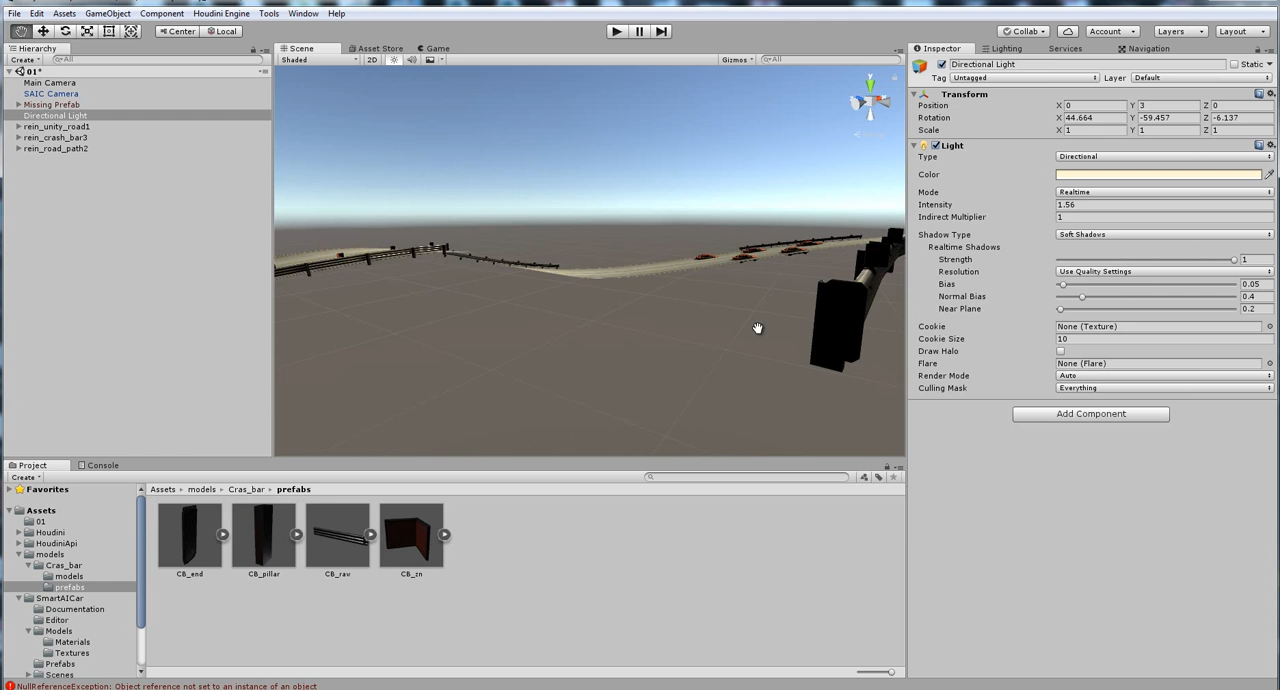 File Edit Assets GameObject Component Houdini Engine Tools Window Help
Center Local Collab Account Layers Layout
Hierarchy
Create All
01*
Main Camera
SAIC Camera
Missing Prefab
Directional Light
rein_unity_road1
rein_crash_bar3
rein_road_path2
Scene Asset Store Game
Shaded 2D Gizmos All
y
Inspector Lighting Services Navigation
Directional Light Static
Tag Untagged Layer Default
Transform
Position X 0 Y 3 Z 0
Rotation X 44.664 Y -59.457 Z -6.137
Scale X 1 Y 1 Z 1
Light
Type Directional
Color
Mode Realtime
Intensity 1.56
Indirect Multiplier 1
Shadow Type Soft Shadows
Realtime Shadows
Strength 1
Resolution Use Quality Settings
Bias 0.05
Normal Bias 0.4
Near Plane 0.2
Cookie None (Texture)
Cookie Size 10
Draw Halo
Flare None (Flare)
Render Mode Auto
Culling Mask Everything
Add Component
Project Console
Create
Favorites
Assets
01
Houdini
HoudiniApi
models
Cras_bar
models
prefabs
SmartAICar
Documentation
Editor
Models
Materials
Textures
Prefabs
Scenes
Assets models Cras_bar prefabs
CB_end CB_pillar CB_raw CB_zn
NullReferenceException: Object reference not set to an instance of an object